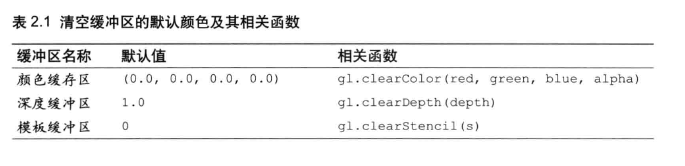 表 2.1 清空缓冲区的默认颜色及其相关函数
缓冲区名称 默认值 相关函数
颜色缓存区 (0.0, 0.0, 0.0, 0.0) gl.clearColor(red, green, blue, alpha)
深度缓冲区 1.0 gl.clearDepth(depth)
模板缓冲区 0 gl.clearStencil(s)